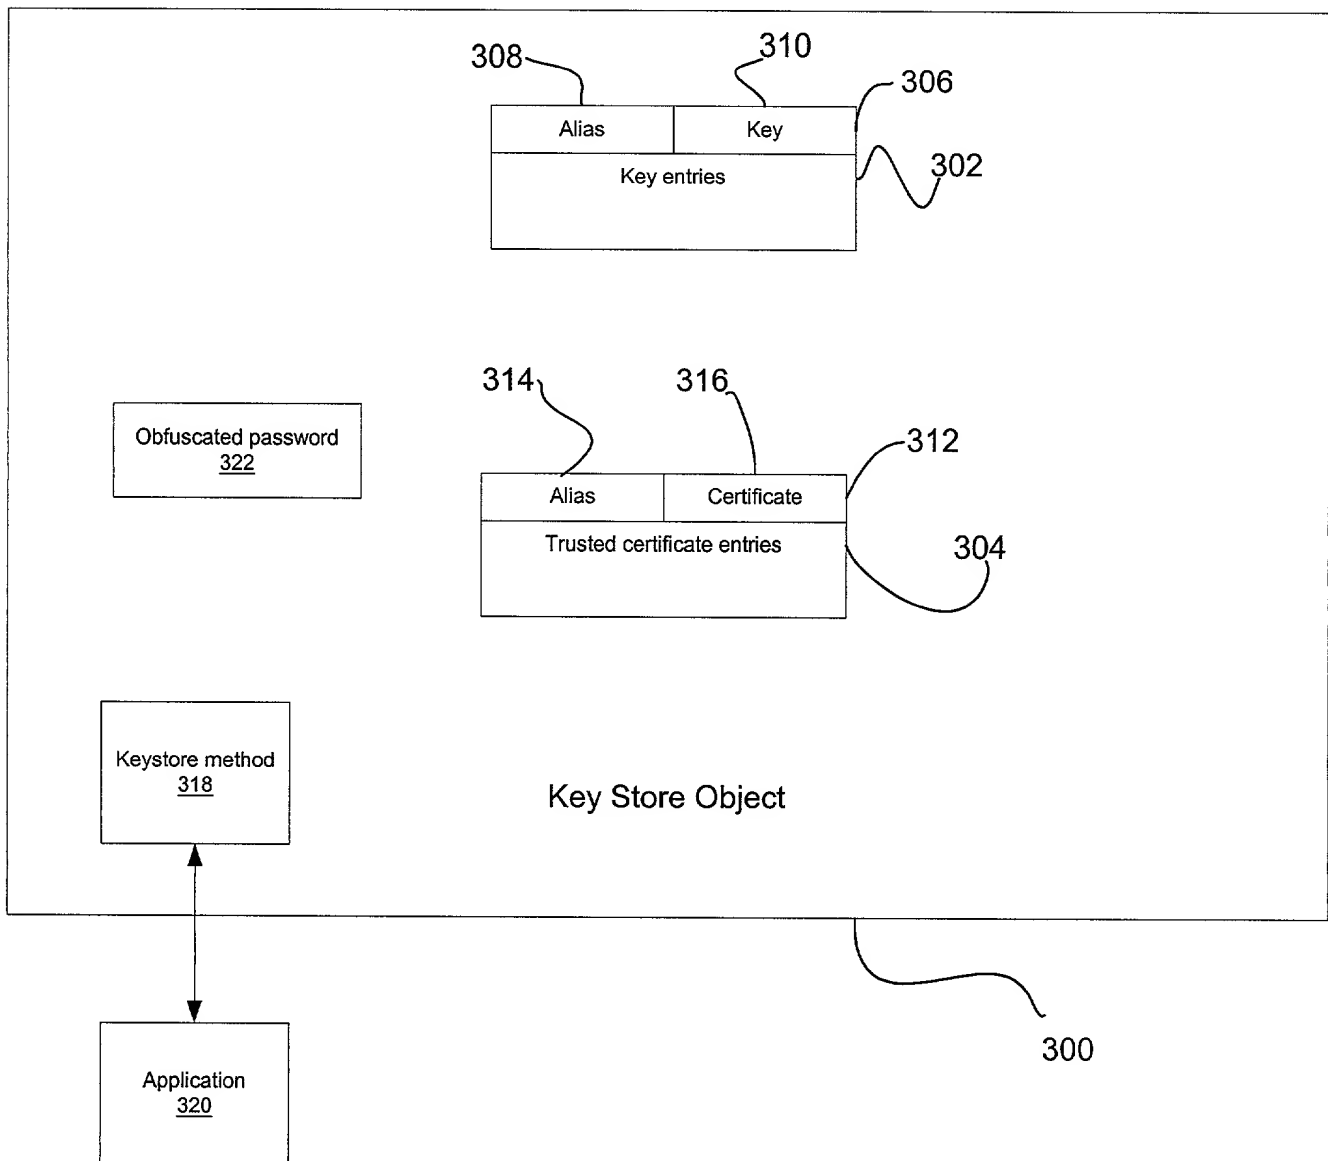 308
310
306
Alias
Key
Key entries
302
314
316
312
Obfuscated password
322
Alias
Certificate
Trusted certificate entries
304
Keystore method
318
Key Store Object
300
Application
320